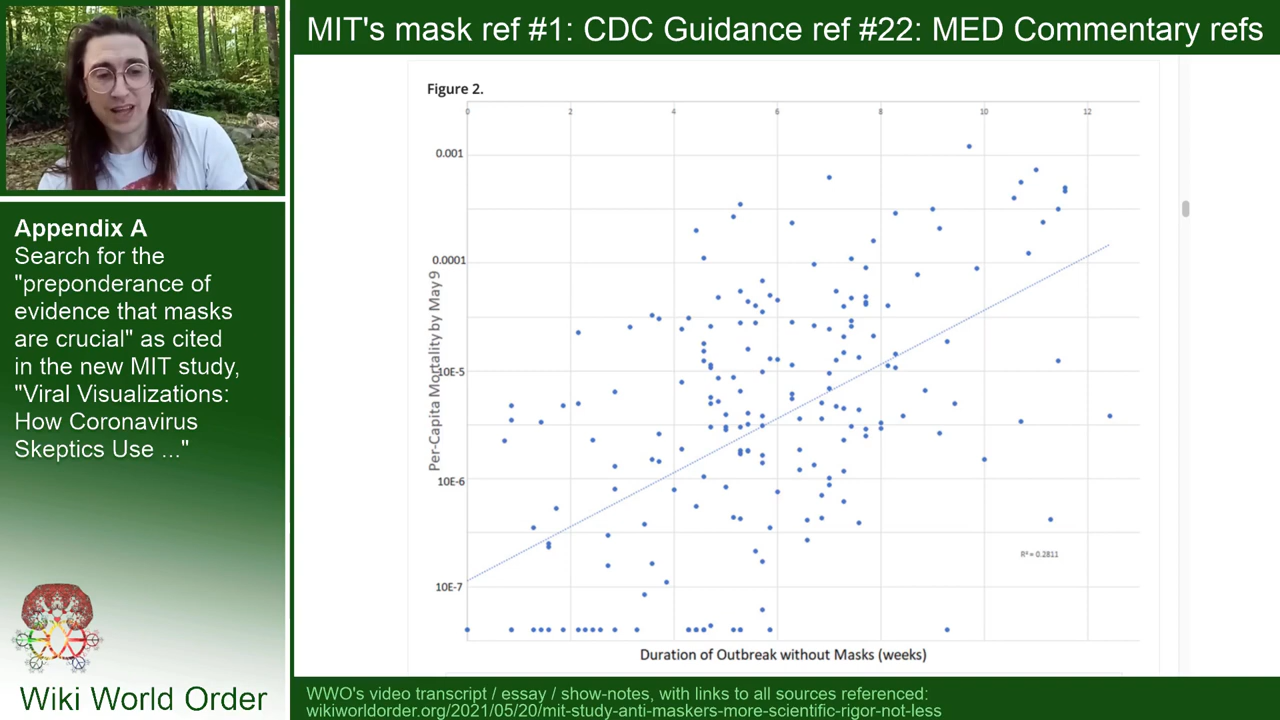 MIT's mask ref #1: CDC Guidance ref #22: MED Commentary refs
Appendix A
Search for the
"preponderance of
evidence that masks
are crucial" as cited
in the new MIT study,
"Viral Visualizations:
How Coronavirus
Skeptics Use ..."
Wiki World Order
Figure 2.
0 2 4 6 8 10 12
0.001
0.0001
10E-5
10E-6
10E-7
Per-Capita Mortality by May 9
R² = 0.2811
Duration of Outbreak without Masks (weeks)
WWO's video transcript / essay / show-notes, with links to all sources referenced:
wikiworldorder.org/2021/05/20/mit-study-anti-maskers-more-scientific-rigor-not-less